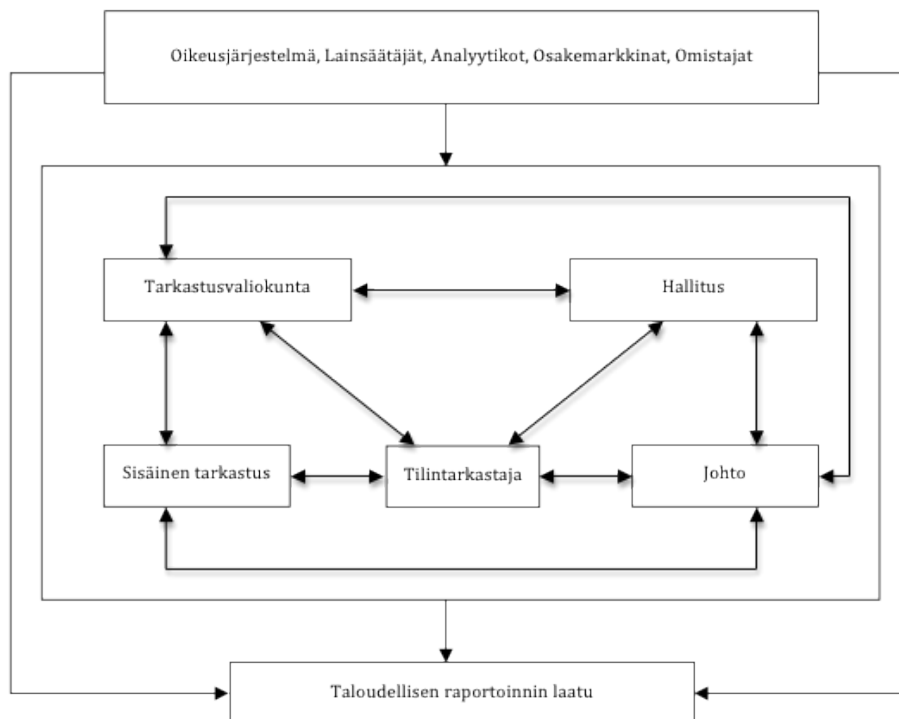 Oikeusjärjestelmä, Lainsäätäjät, Analyytikot, Osakemarkkinat, Omistajat
Tarkastusvaliokunta
Hallitus
Sisäinen tarkastus
Tilintarkastaja
Johto
Taloudellisen raportoinnin laatu